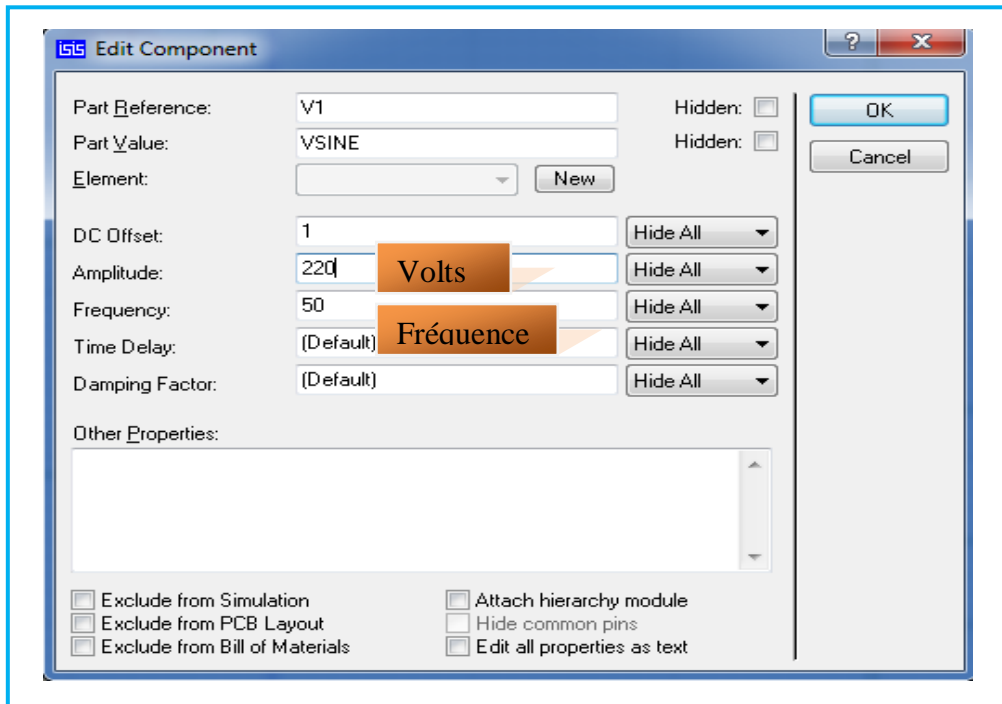 isis Edit Component ? X
Part Reference: V1 Hidden:
Part Value: VSINE Hidden:
Element: New
OK
Cancel
DC Offset: 1 Hide All
Amplitude: 220 Volts Hide All
Frequency: 50 Hide All
Fréquence
Time Delay: (Default) Hide All
Damping Factor: (Default) Hide All
Other Properties:
Exclude from Simulation Attach hierarchy module
Exclude from PCB Layout Hide common pins
Exclude from Bill of Materials Edit all properties as text